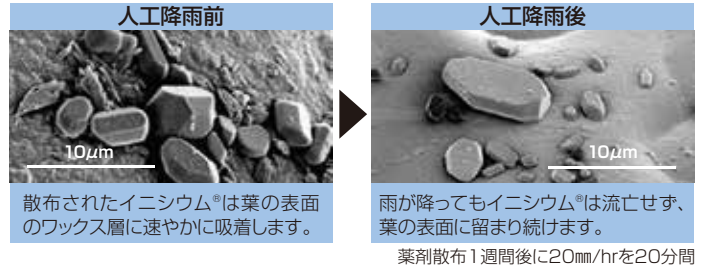 人工降雨前
人工降雨後
10μm
10μm
散布されたイニシウム®は葉の表面
のワックス層に速やかに吸着します。
雨が降ってもイニシウム®は流亡せず、
葉の表面に留まり続けます。
薬剤散布1週間後に20㎜/hrを20分間